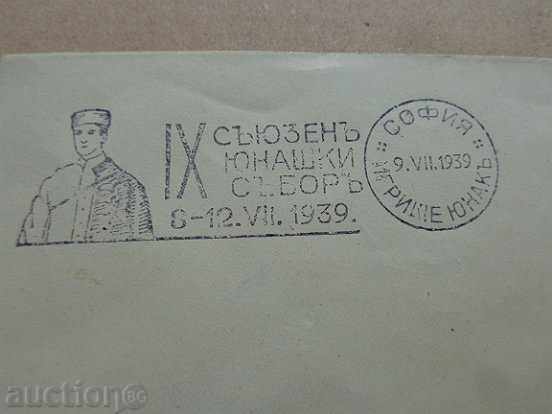 IX СЪЮЗЕНЪ
ЮНАШКИ
СЪБОРЪ
8-12.VII.1939.
СОФИЯ
9.VII.1939
ИГРИЩЕ ЮНАКЪ
auction BG